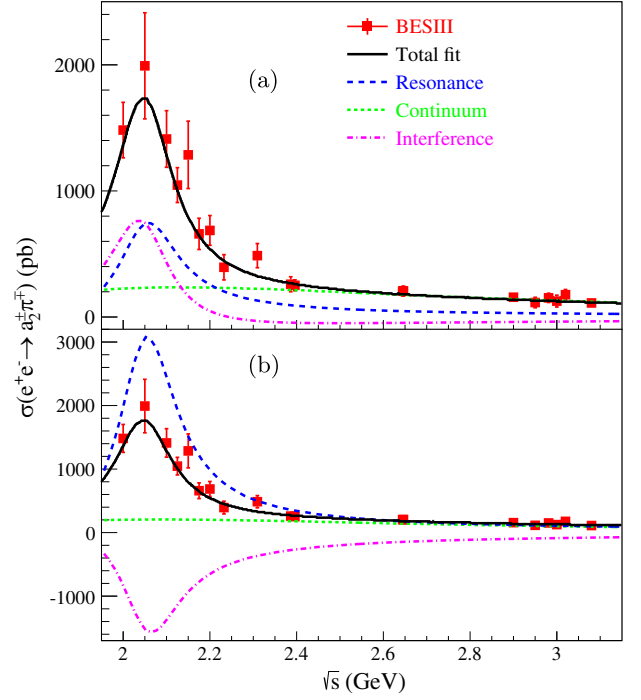 2000
1000
0
(a)
BESIII
Total fit
Resonance
Continuum
Interference
3000
2000
1000
0
-1000
(b)
σ(e⁺e⁻→ a₂^±π^∓) (pb)
2
2.2
2.4
2.6
2.8
3
√s (GeV)